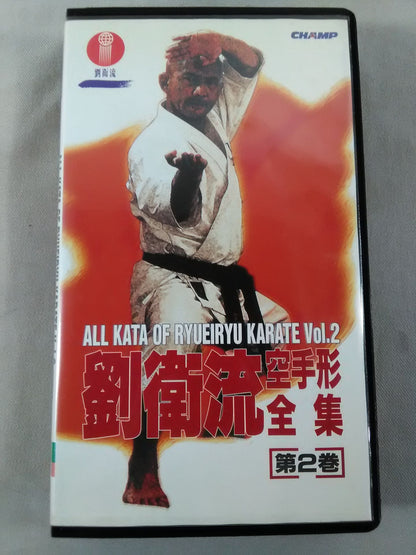 CHAMP
劉衛流
ALL KATA OF RYUEIRYU KARATE Vol.2
劉衛流
空手形
全集
第2巻